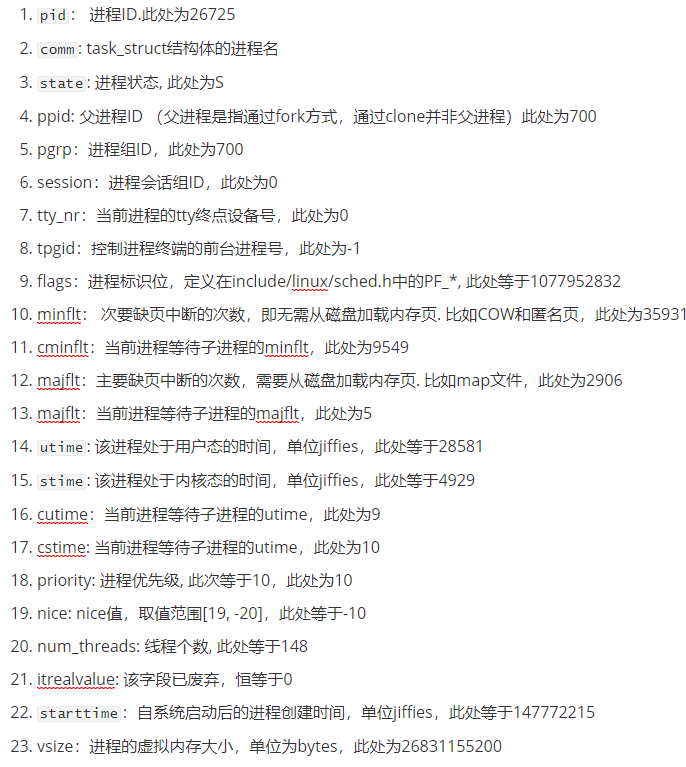 1. pid： 进程ID.此处为26725
2. comm: task_struct结构体的进程名
3. state: 进程状态, 此处为S
4. ppid: 父进程ID （父进程是指通过fork方式，通过clone并非父进程）此处为700
5. pgrp：进程组ID，此处为700
6. session：进程会话组ID，此处为0
7. tty_nr：当前进程的tty终点设备号，此处为0
8. tpgid：控制进程终端的前台进程号，此处为-1
9. flags：进程标识位，定义在include/linux/sched.h中的PF_*, 此处等于1077952832
10. minflt： 次要缺页中断的次数，即无需从磁盘加载内存页. 比如COW和匿名页，此处为35931
11. cminflt：当前进程等待子进程的minflt，此处为9549
12. majflt：主要缺页中断的次数，需要从磁盘加载内存页. 比如map文件，此处为2906
13. majflt：当前进程等待子进程的majflt，此处为5
14. utime: 该进程处于用户态的时间，单位jiffies，此处等于28581
15. stime: 该进程处于内核态的时间，单位jiffies，此处等于4929
16. cutime：当前进程等待子进程的utime，此处为9
17. cstime: 当前进程等待子进程的utime，此处为10
18. priority: 进程优先级, 此次等于10，此处为10
19. nice: nice值，取值范围[19, -20]，此处等于-10
20. num_threads: 线程个数, 此处等于148
21. itrealvalue: 该字段已废弃，恒等于0
22. starttime：自系统启动后的进程创建时间，单位jiffies，此处等于147772215
23. vsize：进程的虚拟内存大小，单位为bytes，此处为26831155200